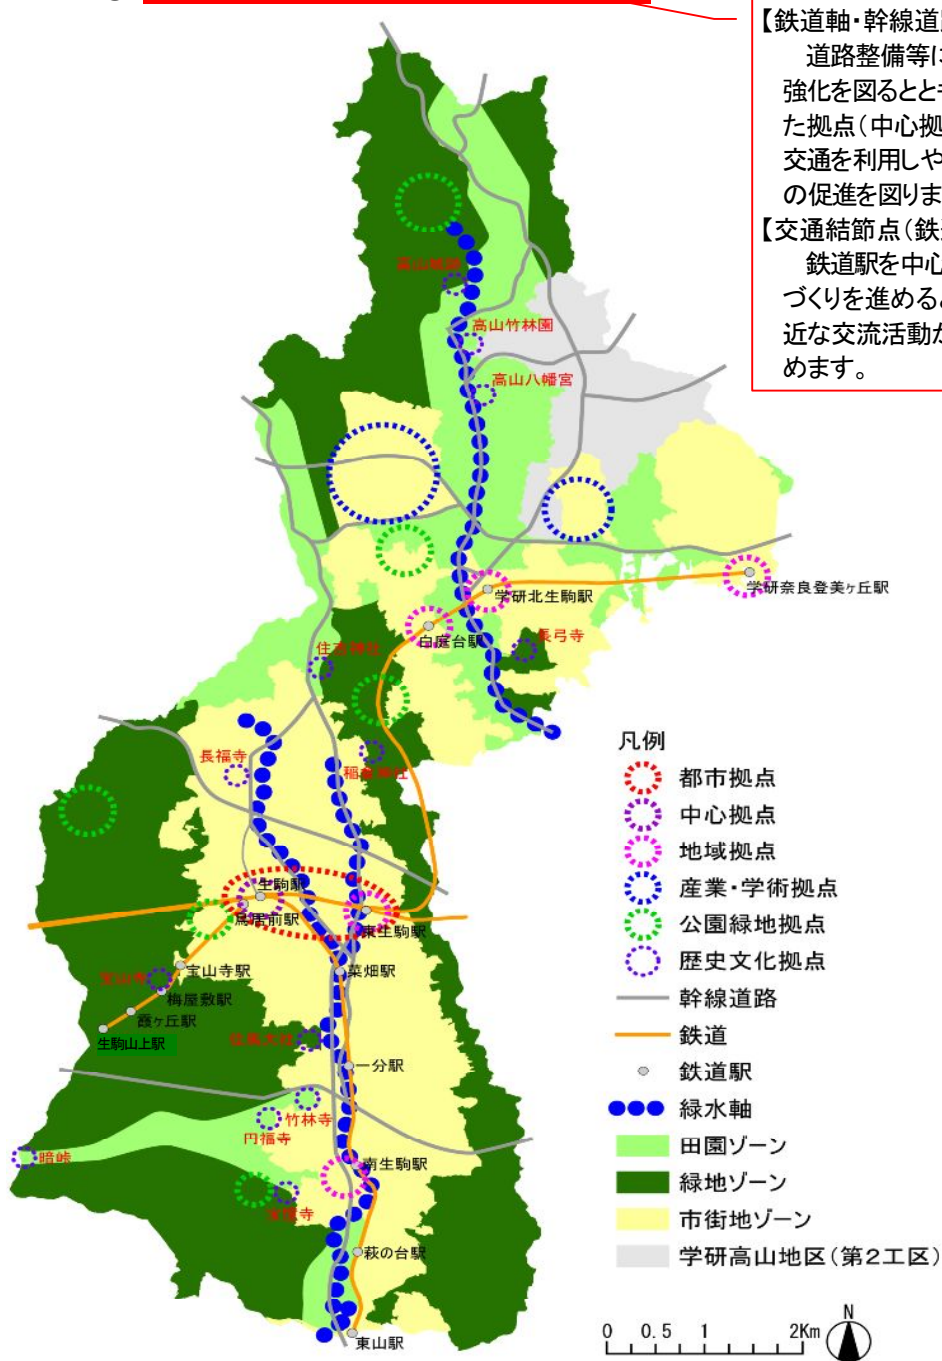 【鉄道軸・幹線道
道路整備等に
強化を図るととも
た拠点（中心拠
交通を利用しや
の促進を図りま
【交通結節点（鉄
鉄道駅を中心
づくりを進めると
近な交流活動が
めます。
高山竹林園
高山八幡宮
学研奈良登美ヶ丘駅
学研北生駒駅
白庭台駅
長弓寺
住吉神社
長福寺
稲倉神社
生駒駅
鳥居前駅
東生駒駅
菜畑駅
宝山寺
宝山寺駅
梅屋敷駅
霞ヶ丘駅
生駒山上駅
一分駅
竹林寺
円福寺
暗峠
南生駒駅
萩の台駅
東山駅
凡例
都市拠点
中心拠点
地域拠点
産業・学術拠点
公園緑地拠点
歴史文化拠点
幹線道路
鉄道
鉄道駅
緑水軸
田園ゾーン
緑地ゾーン
市街地ゾーン
学研高山地区（第2工区）
0 0.5 1 2Km
N